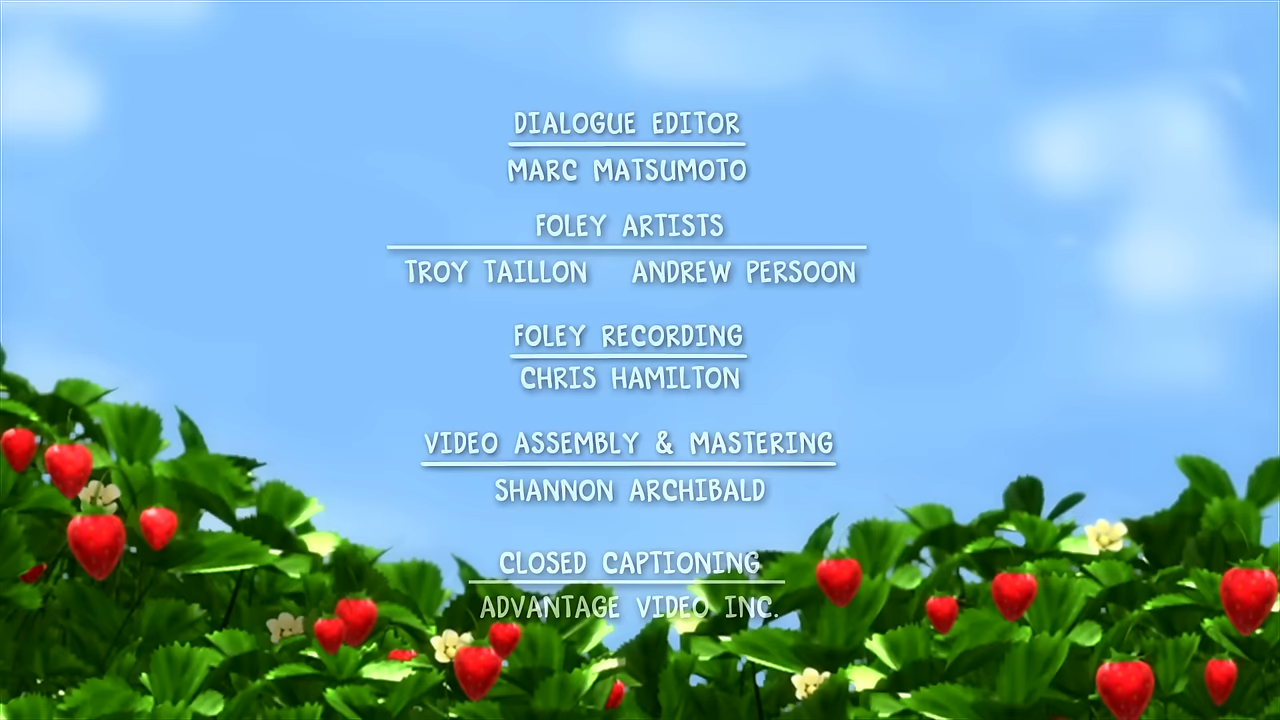 DIALOGUE EDITOR
MARC MATSUMOTO
FOLEY ARTISTS
TROY TAILLON ANDREW PERSOON
FOLEY RECORDING
CHRIS HAMILTON
VIDEO ASSEMBLY & MASTERING
SHANNON ARCHIBALD
CLOSED CAPTIONING
ADVANTAGE VIDEO INC.